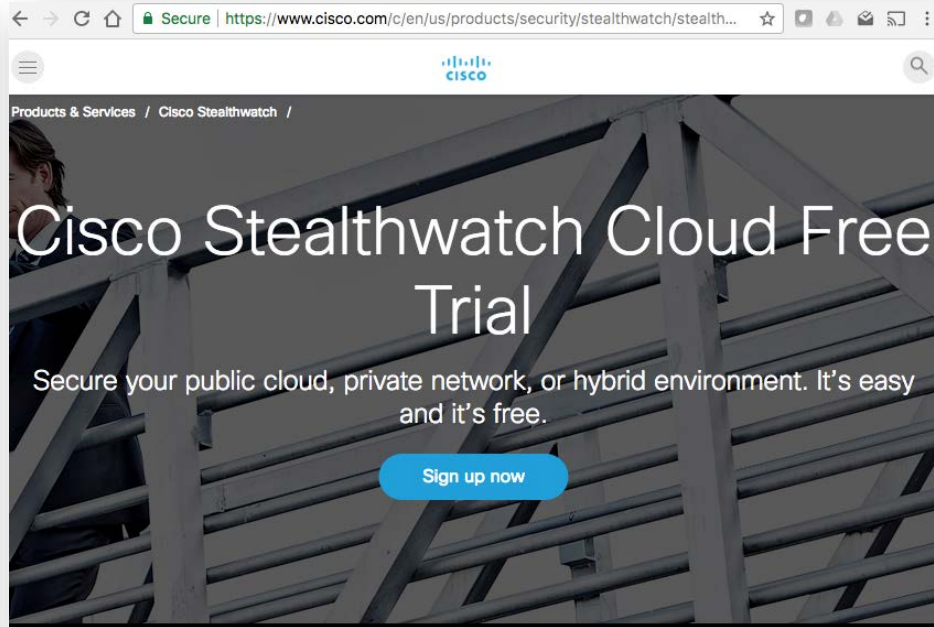 Secure | https://www.cisco.com/c/en/us/products/security/stealthwatch/stealth...
CISCO
Products & Services / Cisco Stealthwatch /
Cisco Stealthwatch Cloud Free
Trial
Secure your public cloud, private network, or hybrid environment. It's easy
and it's free.
Sign up now